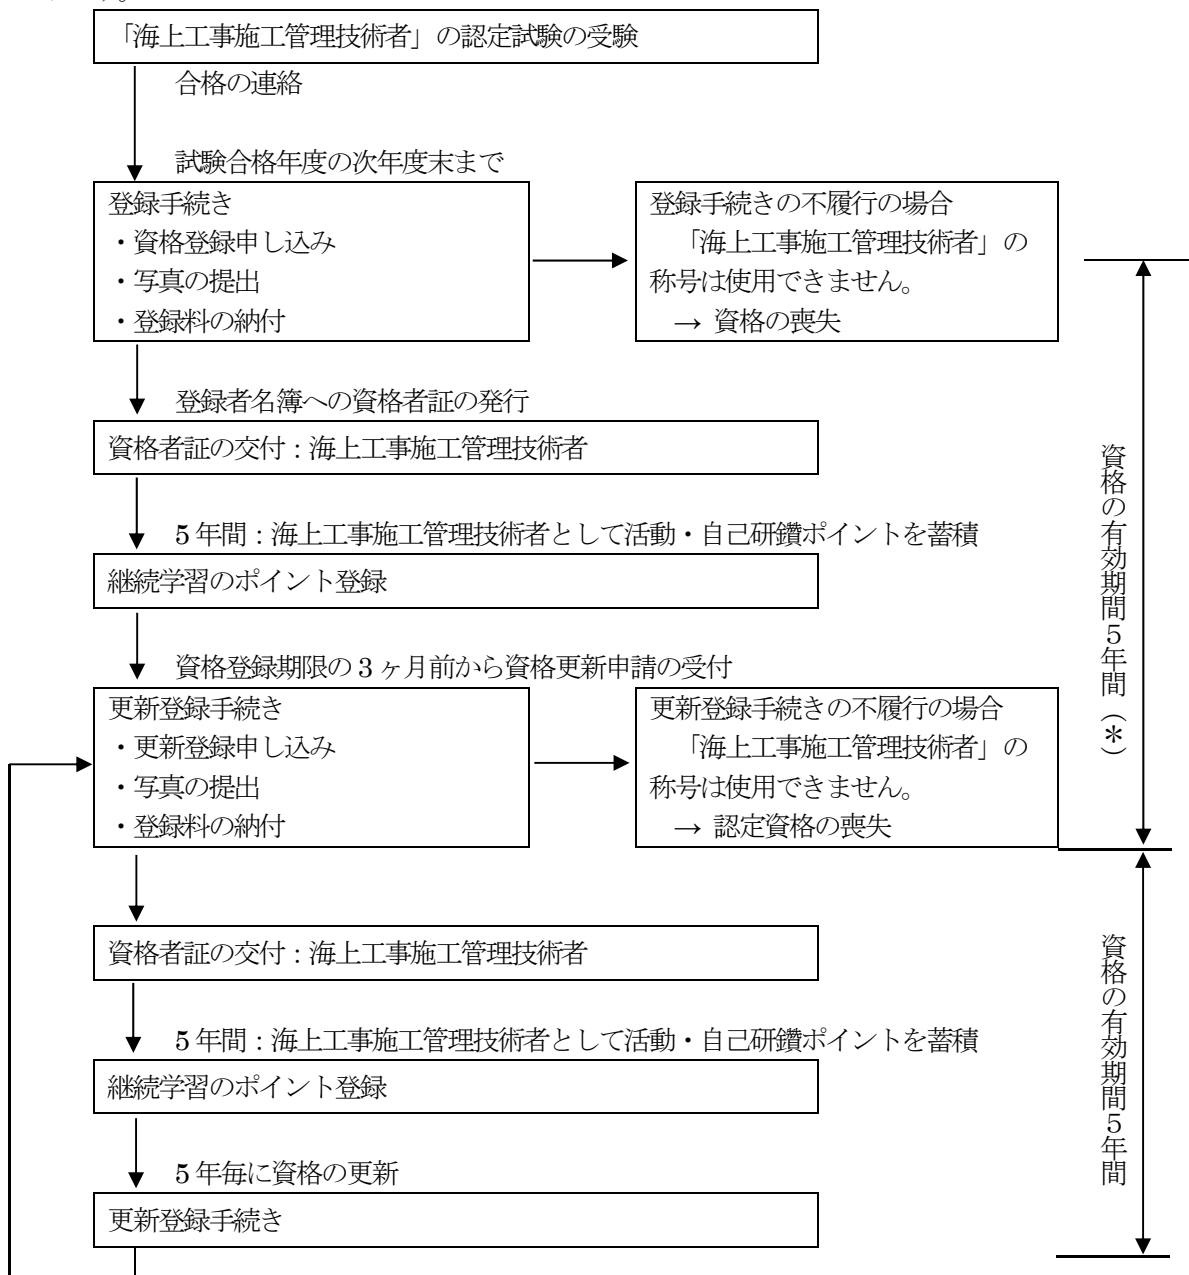 「海上工事施工管理技術者」の認定試験の受験
合格の連絡
試験合格年度の次年度末まで
登録手続き
・資格登録申し込み
・写真の提出
・登録料の納付
登録手続きの不履行の場合
「海上工事施工管理技術者」の
称号は使用できません。
→ 資格の喪失
登録者名簿への資格者証の発行
資格者証の交付：海上工事施工管理技術者
5 年間：海上工事施工管理技術者として活動・自己研鑽ポイントを蓄積
継続学習のポイント登録
資格登録期限の 3 ヶ月前から資格更新申請の受付
更新登録手続き
・更新登録申し込み
・写真の提出
・登録料の納付
更新登録手続きの不履行の場合
「海上工事施工管理技術者」の
称号は使用できません。
→ 認定資格の喪失
資格の有効期間５年間（＊）
資格者証の交付：海上工事施工管理技術者
5 年間：海上工事施工管理技術者として活動・自己研鑽ポイントを蓄積
継続学習のポイント登録
5 年毎に資格の更新
更新登録手続き
資格の有効期間５年間